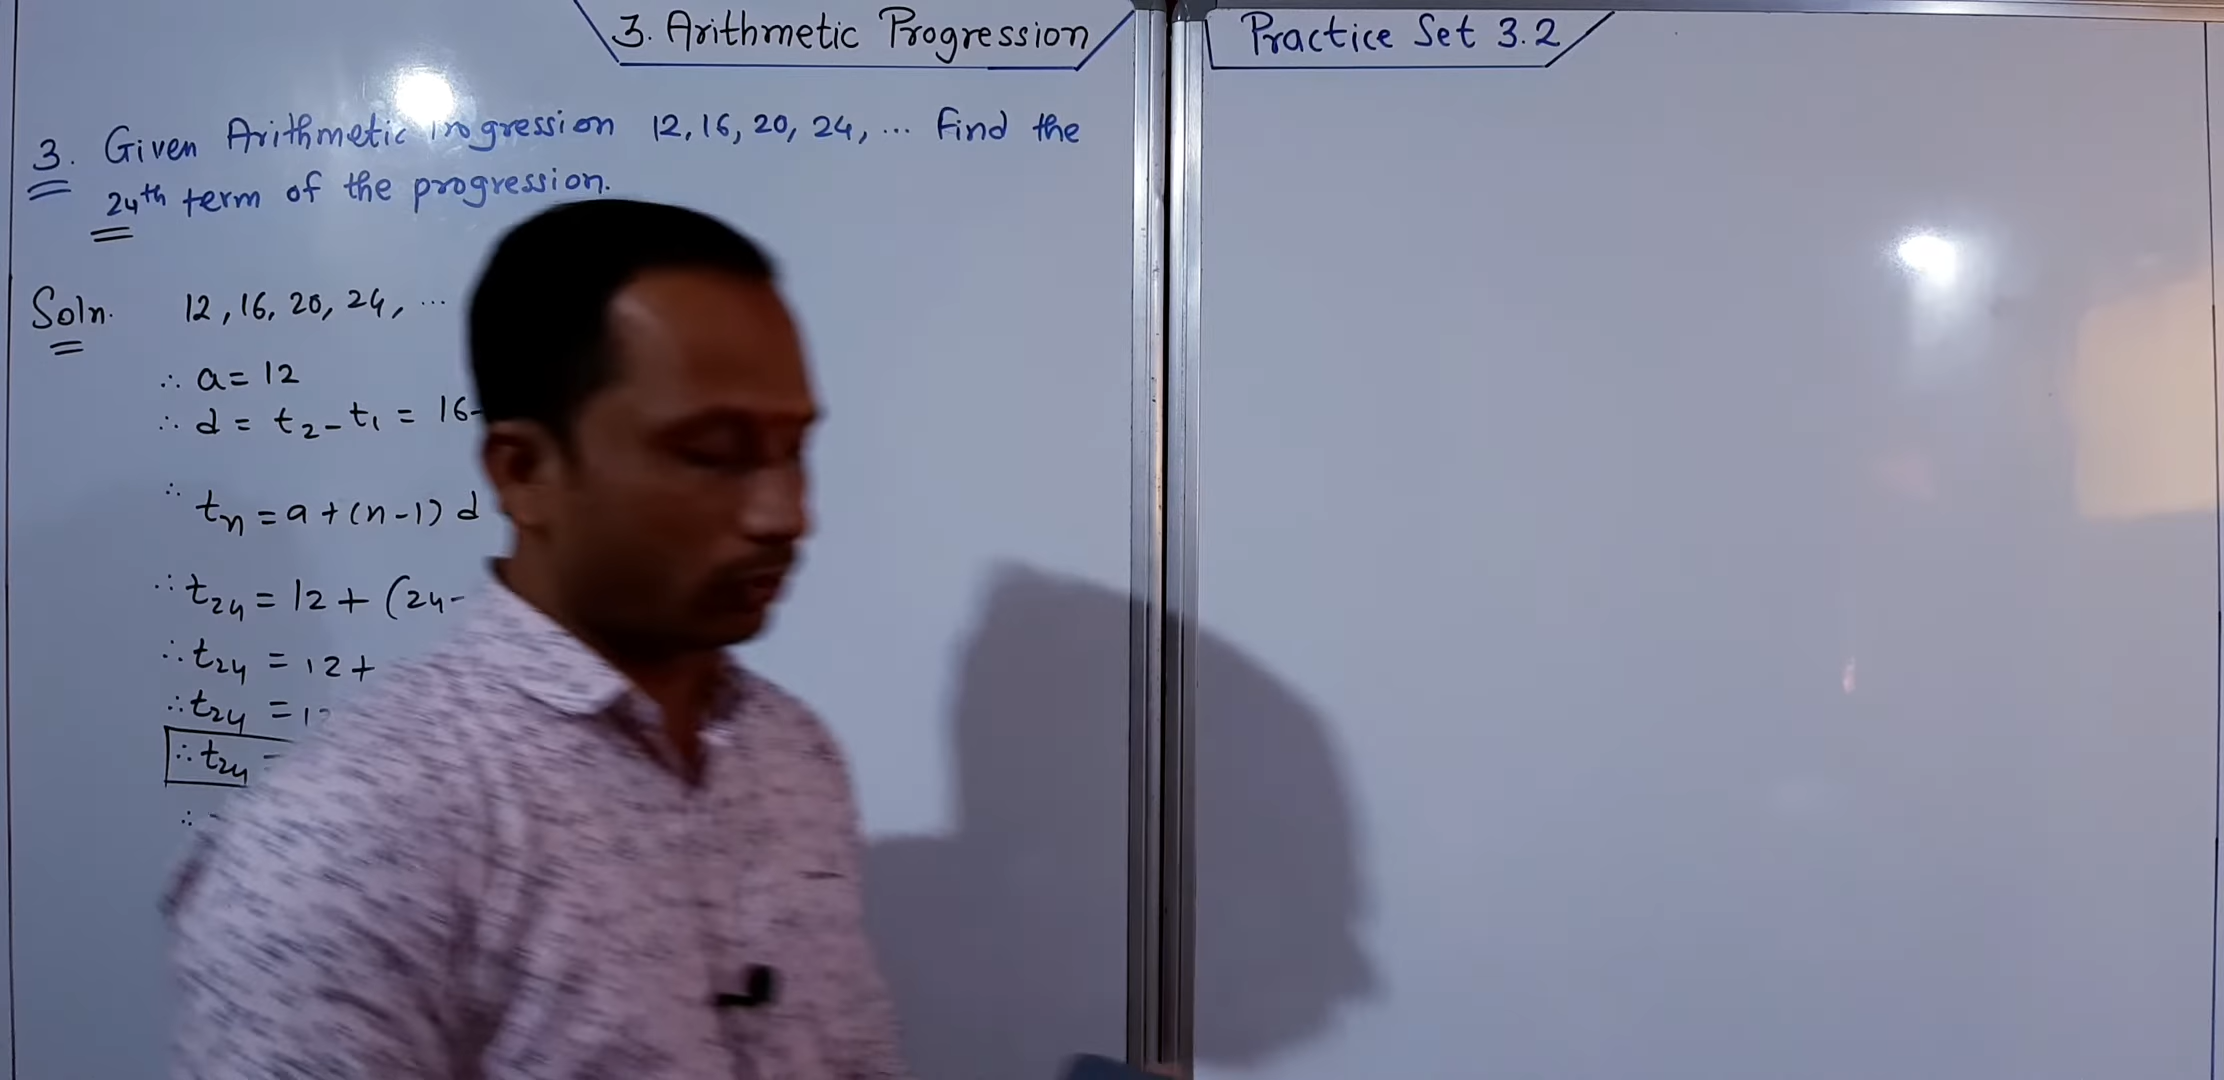 3. Arithmetic Progression
Practice Set 3.2
3. Given Arithmetic Progression 12, 16, 20, 24, ... Find the
24th term of the progression.
Soln. 12, 16, 20, 24, ...
∴ a = 12
∴ d = t₂ - t₁ = 16-
∴ tₙ = a + (n-1) d
∴ t₂₄ = 12 + (24-
∴ t₂₄ = 12 +
∴ t₂₄ = 12
∴ t₂₄ =
∴